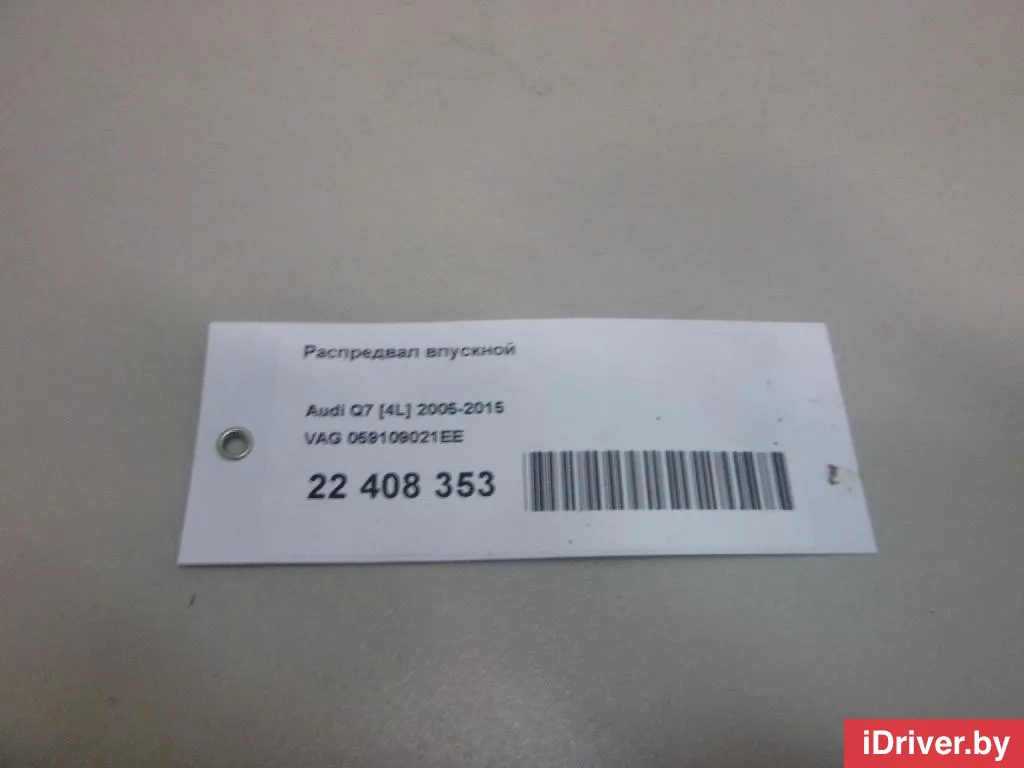 Распредвал впускной
Audi Q7 [4L] 2005-2015
VAG 059109021EE
22 408 353
iDriver.by